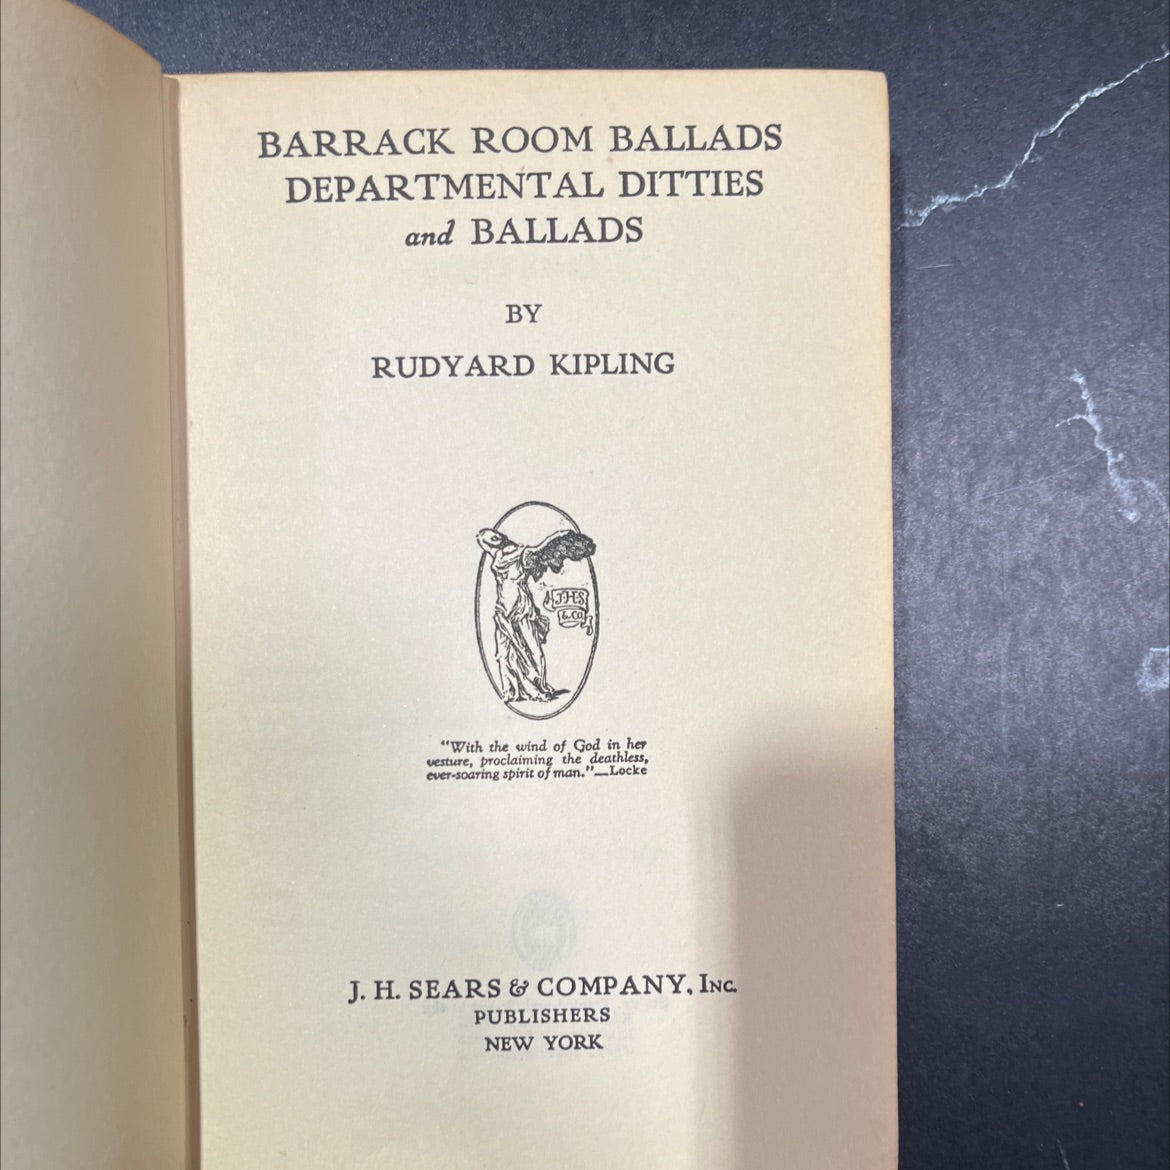 BARRACK ROOM BALLADS
DEPARTMENTAL DITTIES
and BALLADS
BY
RUDYARD KIPLING
J·H·S
& CO
"With the wind of God in her
vesture, proclaiming the deathless,
ever-soaring spirit of man."—Locke
J. H. SEARS & COMPANY, INC.
PUBLISHERS
NEW YORK